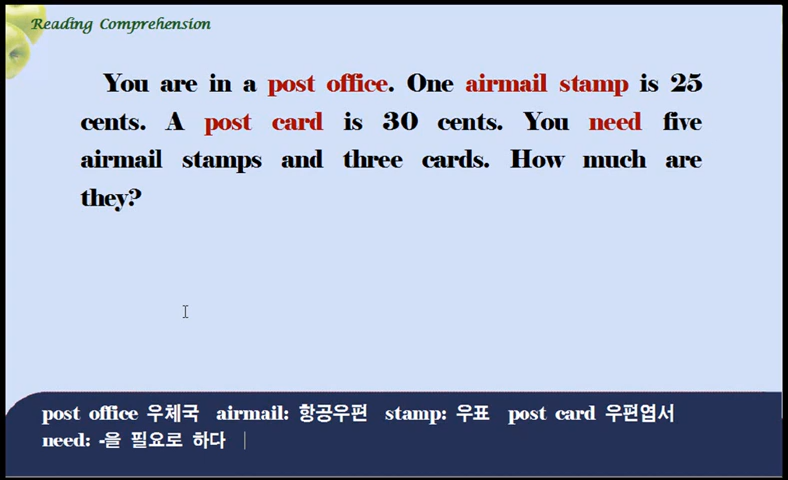 Reading Comprehension
You are in a post office. One airmail stamp is 25
cents. A post card is 30 cents. You need five
airmail stamps and three cards. How much are
they?
post office 우체국 airmail: 항공우편 stamp: 우표 post card 우편엽서
need: -을 필요로 하다